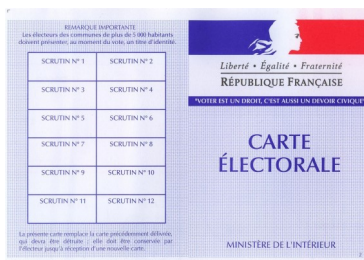 REMARQUE IMPORTANTE
Les électeurs des communes de plus de 5 000 habitants
doivent présenter, au moment du vote, un titre d'identité.
SCRUTIN N° 1 SCRUTIN N° 2
SCRUTIN N° 3 SCRUTIN N° 4
SCRUTIN N° 5 SCRUTIN N° 6
SCRUTIN N° 7 SCRUTIN N° 8
SCRUTIN N° 9 SCRUTIN N° 10
SCRUTIN N° 11 SCRUTIN N° 12
La présente carte remplace la carte précédemment délivrée,
qui devra être détruite ; elle doit être conservée par
l'électeur jusqu'à réception d'une nouvelle carte.
Liberté • Égalité • Fraternité
RÉPUBLIQUE FRANÇAISE
"VOTER EST UN DROIT, C'EST AUSSI UN DEVOIR CIVIQUE"
CARTE
ÉLECTORALE
MINISTÈRE DE L'INTÉRIEUR